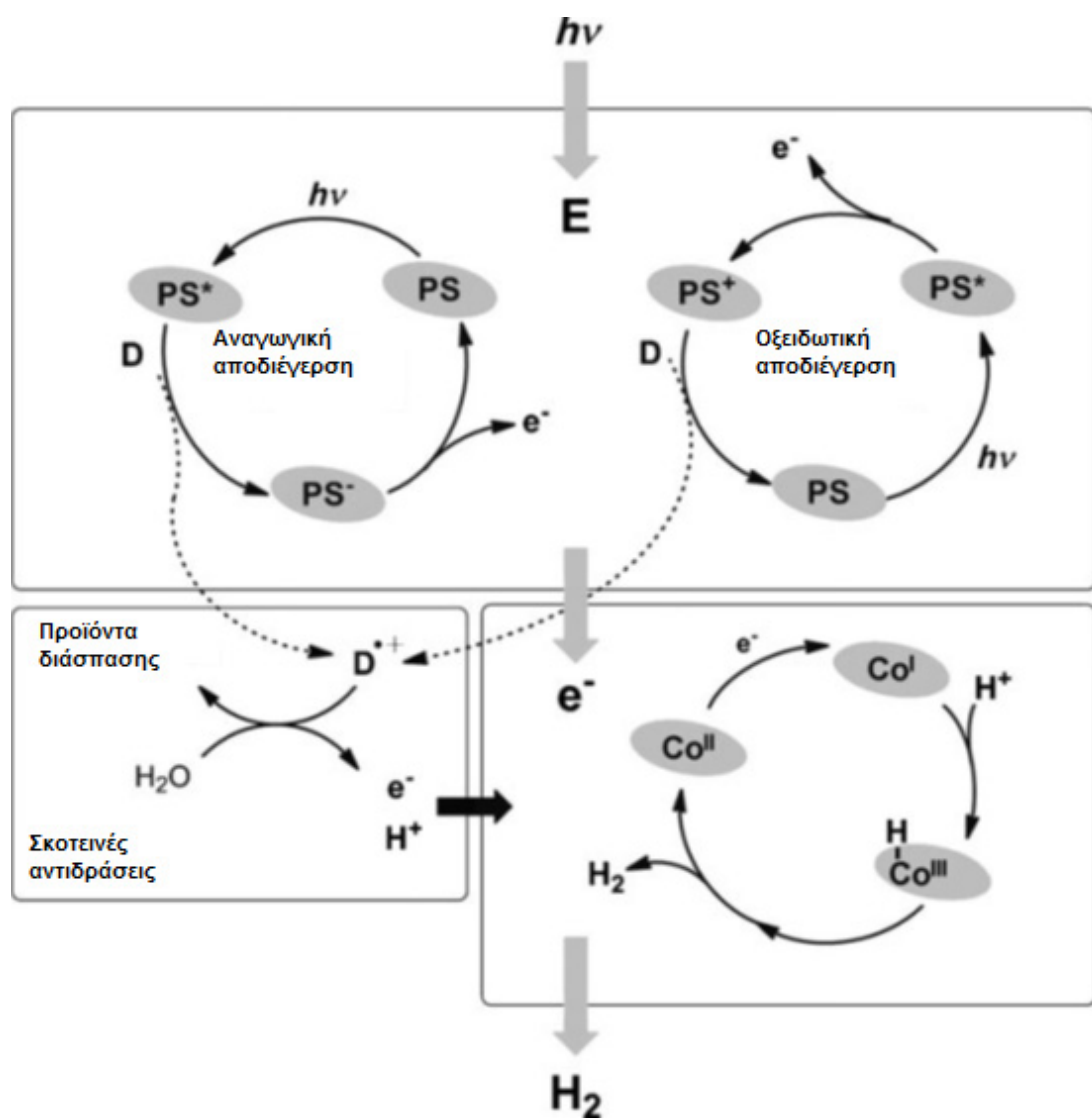 hν
E
hν
PS*
PS
D
Αναγωγική
αποδιέγερση
e⁻
PS⁻
e⁻
PS⁺
PS*
D
Οξειδωτική
αποδιέγερση
PS
hν
Προϊόντα
διάσπασης
D•+
H₂O
e⁻
H⁺
Σκοτεινές
αντιδράσεις
e⁻
e⁻
Coᴵ
H⁺
Coᴵᴵ
H
Coᴵᴵᴵ
H₂
H₂